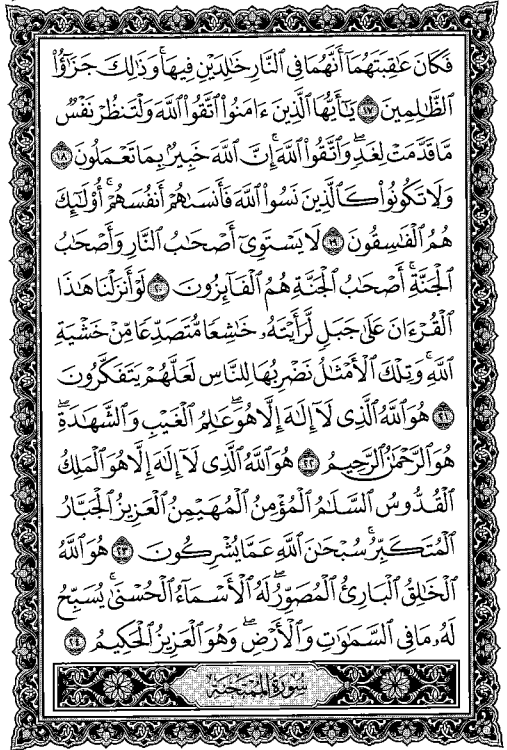 فَكَانَ عَٰقِبَتَهُمَآ أَنَّهُمَا فِي ٱلنَّارِ خَٰلِدَيْنِ فِيهَا ۚ وَذَٰلِكَ جَزَٰٓؤُا۟
ٱلظَّٰلِمِينَ ١٧ يَٰٓأَيُّهَا ٱلَّذِينَ ءَامَنُوا۟ ٱتَّقُوا۟ ٱللَّهَ وَلْتَنظُرْ نَفْسٌ
مَّا قَدَّمَتْ لِغَدٍ ۖ وَٱتَّقُوا۟ ٱللَّهَ ۚ إِنَّ ٱللَّهَ خَبِيرٌۢ بِمَا تَعْمَلُونَ ١٨
وَلَا تَكُونُوا۟ كَٱلَّذِينَ نَسُوا۟ ٱللَّهَ فَأَنسَىٰهُمْ أَنفُسَهُمْ ۚ أُو۟لَٰٓئِكَ
هُمُ ٱلْفَٰسِقُونَ ١٩ لَا يَسْتَوِىٓ أَصْحَٰبُ ٱلنَّارِ وَأَصْحَٰبُ
ٱلْجَنَّةِ ۚ أَصْحَٰبُ ٱلْجَنَّةِ هُمُ ٱلْفَآئِزُونَ ٢٠ لَوْ أَنزَلْنَا هَٰذَا
ٱلْقُرْءَانَ عَلَىٰ جَبَلٍ لَّرَأَيْتَهُۥ خَٰشِعًا مُّتَصَدِّعًا مِّنْ خَشْيَةِ
ٱللَّهِ ۚ وَتِلْكَ ٱلْأَمْثَٰلُ نَضْرِبُهَا لِلنَّاسِ لَعَلَّهُمْ يَتَفَكَّرُونَ
٢١ هُوَ ٱللَّهُ ٱلَّذِى لَآ إِلَٰهَ إِلَّا هُوَ ۖ عَٰلِمُ ٱلْغَيْبِ وَٱلشَّهَٰدَةِ ۖ
هُوَ ٱلرَّحْمَٰنُ ٱلرَّحِيمُ ٢٢ هُوَ ٱللَّهُ ٱلَّذِى لَآ إِلَٰهَ إِلَّا هُوَ ٱلْمَلِكُ
ٱلْقُدُّوسُ ٱلسَّلَٰمُ ٱلْمُؤْمِنُ ٱلْمُهَيْمِنُ ٱلْعَزِيزُ ٱلْجَبَّارُ
ٱلْمُتَكَبِّرُ ۚ سُبْحَٰنَ ٱللَّهِ عَمَّا يُشْرِكُونَ ٢٣ هُوَ ٱللَّهُ
ٱلْخَٰلِقُ ٱلْبَارِئُ ٱلْمُصَوِّرُ ۖ لَهُ ٱلْأَسْمَآءُ ٱلْحُسْنَىٰ ۚ يُسَبِّحُ
لَهُۥ مَا فِى ٱلسَّمَٰوَٰتِ وَٱلْأَرْضِ ۖ وَهُوَ ٱلْعَزِيزُ ٱلْحَكِيمُ ٢٤
سُورَةُ المُمْتَحنَةِ